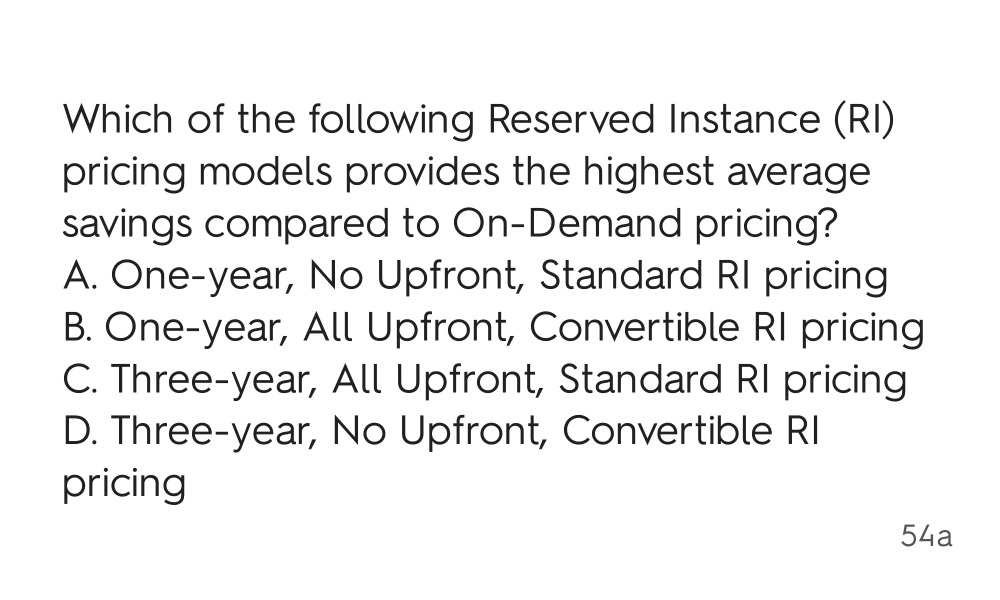 Which of the following Reserved Instance (RI)
pricing models provides the highest average
savings compared to On-Demand pricing?
A. One-year, No Upfront, Standard RI pricing
B. One-year, All Upfront, Convertible RI pricing
C. Three-year, All Upfront, Standard RI pricing
D. Three-year, No Upfront, Convertible RI
pricing
54a